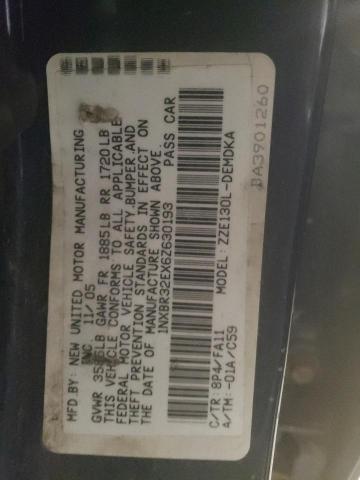 MFD BY: NEW UNITED MOTOR MANUFACTURING
INC 11/05
GVWR 3585LB GAWR FR 1885LB RR 1720LB
THIS VEHICLE CONFORMS TO ALL APPLICABLE
FEDERAL MOTOR VEHICLE SAFETY,BUMPER,AND
THEFT PREVENTION STANDARDS IN EFFECT ON
THE DATE OF MANUFACTURE SHOWN ABOVE.
1NXBR32EX6Z630193 PASS CAR
C/TR: 8P4/FA11 MODEL: ZZE130L-DEMDKA
A/TM: -01A/C59
BA3901260